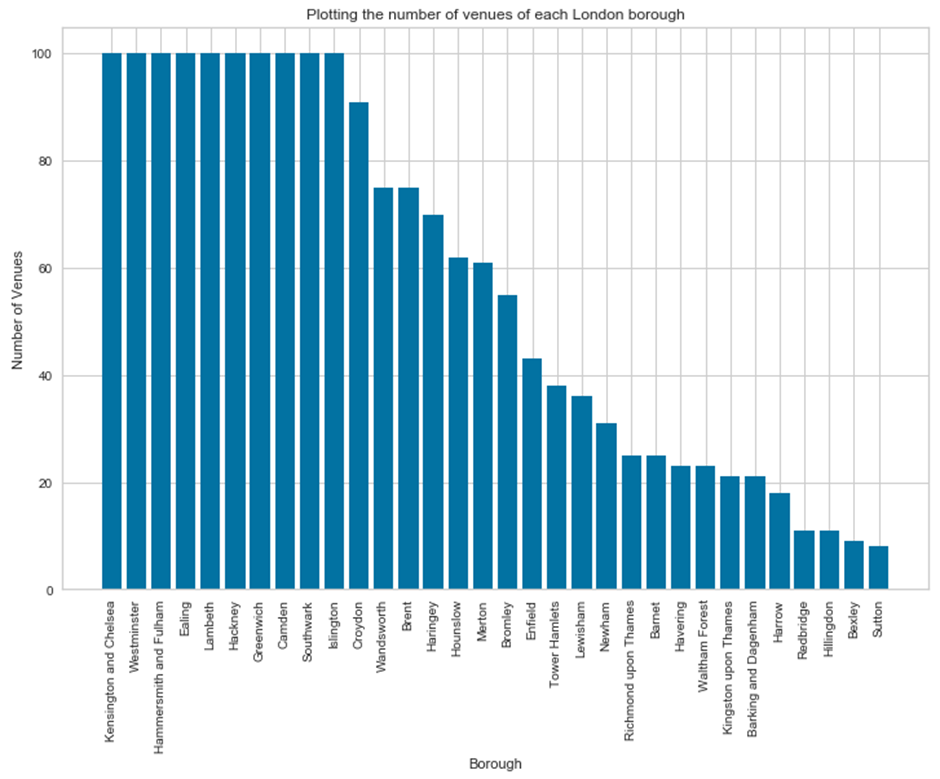 Plotting the number of venues of each London borough
Number of Venues
100
80
60
40
20
0
Kensington and Chelsea
Westminster
Hammersmith and Fulham
Ealing
Lambeth
Hackney
Greenwich
Camden
Southwark
Islington
Croydon
Wandsworth
Brent
Haringey
Hounslow
Merton
Bromley
Enfield
Tower Hamlets
Lewisham
Newham
Richmond upon Thames
Barnet
Havering
Waltham Forest
Kingston upon Thames
Barking and Dagenham
Harrow
Redbridge
Hillingdon
Bexley
Sutton
Borough